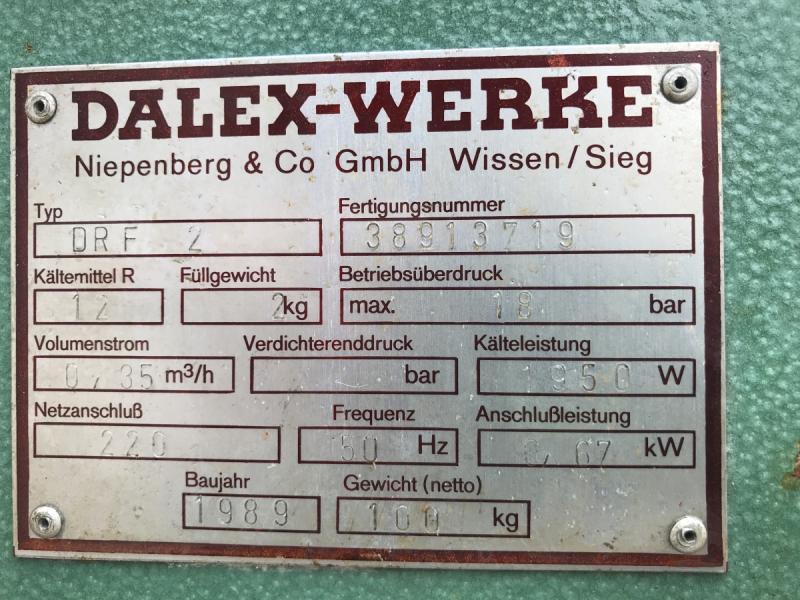 DALEX-WERKE
Niepenberg & Co GmbH Wissen/Sieg
Typ Fertigungsnummer
DRF 2 38913719
Kältemittel R Füllgewicht Betriebsüberdruck
12 2kg max. 18 bar
Volumenstrom Verdichterenddruck Kälteleistung
0,35 m³/h bar 1950 W
Netzanschluß Frequenz Anschlußleistung
220 50 Hz 0,67 kW
Baujahr Gewicht (netto)
1989 100 kg